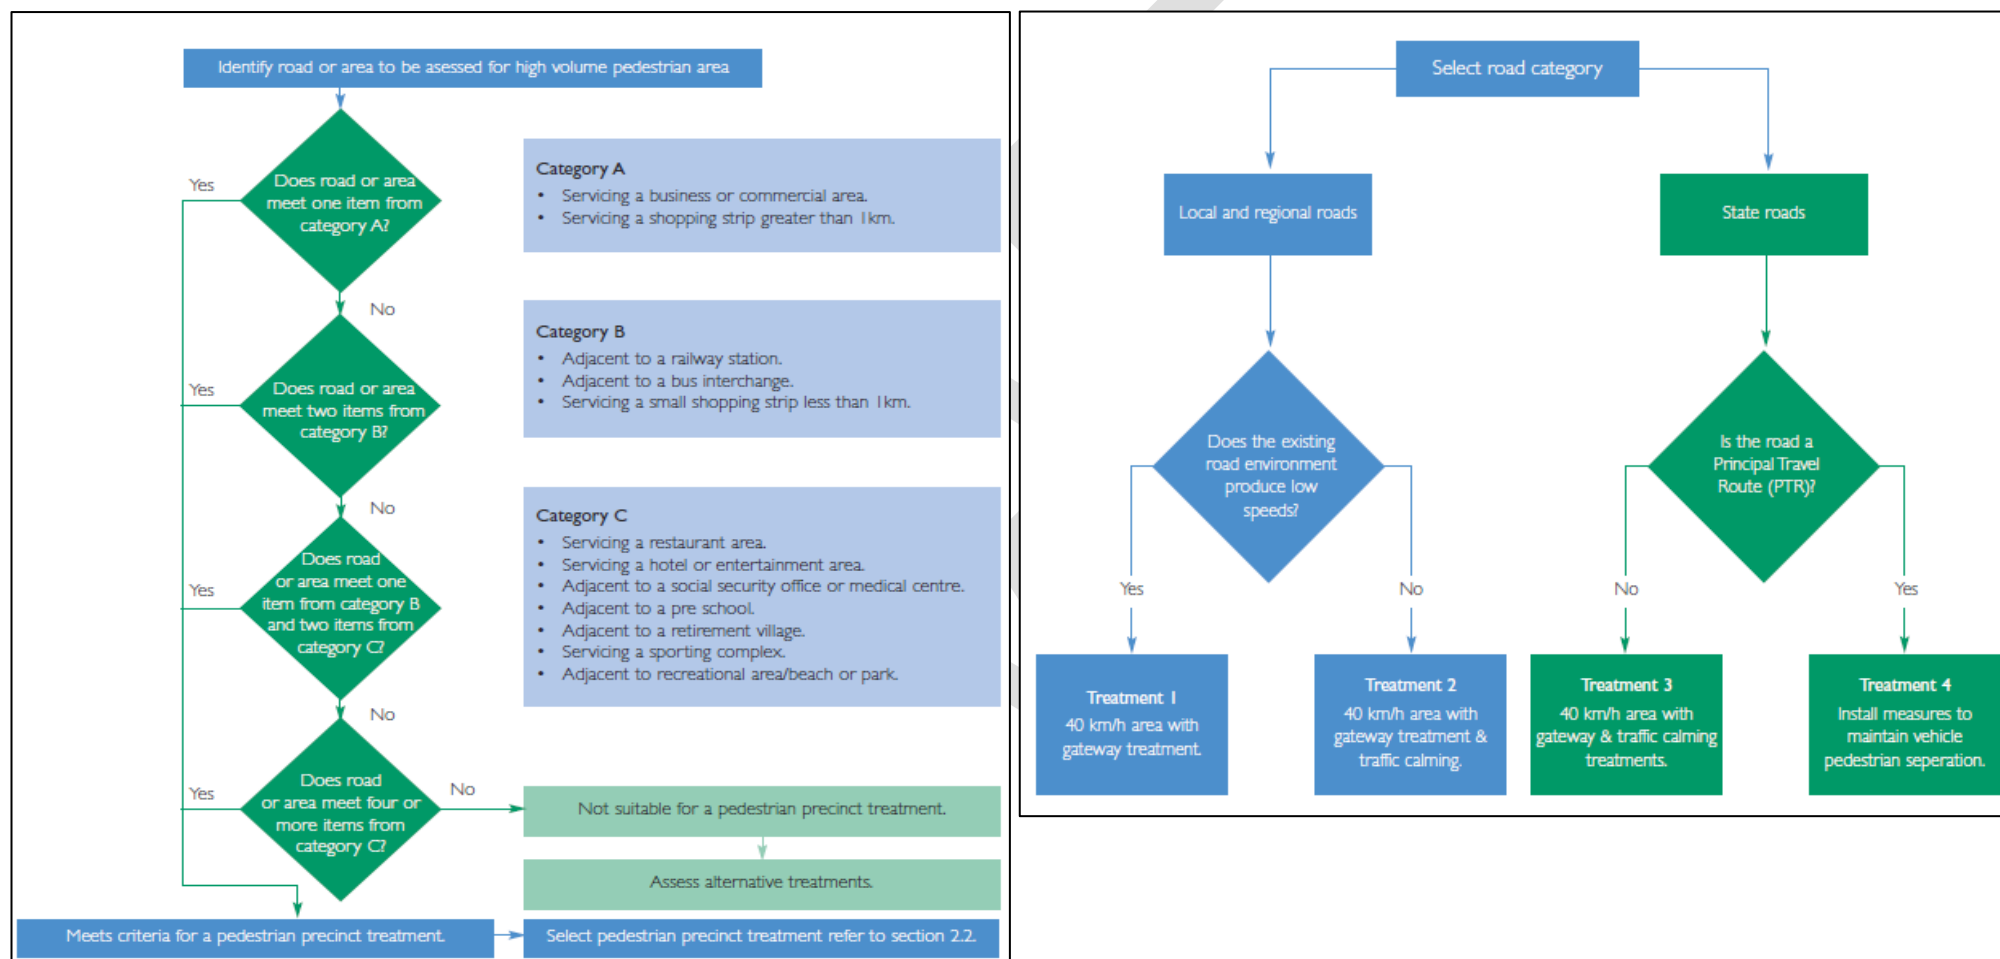 Identify road or area to be asessed for high volume pedestrian area
Does road or area
meet one item from
category A?
Yes
No
Category A
• Servicing a business or commercial area.
• Servicing a shopping strip greater than 1km.
Does road or area
meet two items from
category B?
Yes
No
Category B
• Adjacent to a railway station.
• Adjacent to a bus interchange.
• Servicing a small shopping strip less than 1km.
Does road
or area meet one
item from category B
and two items from
category C?
Yes
No
Category C
• Servicing a restaurant area.
• Servicing a hotel or entertainment area.
• Adjacent to a social security office or medical centre.
• Adjacent to a pre school.
• Adjacent to a retirement village.
• Servicing a sporting complex.
• Adjacent to recreational area/beach or park.
Does road
or area meet four or
more items from
category C?
Yes
No
Not suitable for a pedestrian precinct treatment.
Assess alternative treatments.
Meets criteria for a pedestrian precinct treatment.
Select pedestrian precinct treatment refer to section 2.2.
Select road category
Local and regional roads
State roads
Does the existing
road environment
produce low
speeds?
Is the road a
Principal Travel
Route (PTR)?
Yes
No
No
Yes
Treatment 1
40 km/h area with
gateway treatment.
Treatment 2
40 km/h area with
gateway treatment &
traffic calming.
Treatment 3
40 km/h area with
gateway & traffic calming
treatments.
Treatment 4
Install measures to
maintain vehicle
pedestrian seperation.